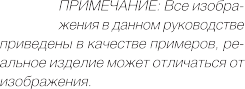 ПРИМЕЧАНИЕ: Все изобра-
жения в данном руководстве
приведены в качестве примеров, ре-
альное изделие может отличаться от
изображения.